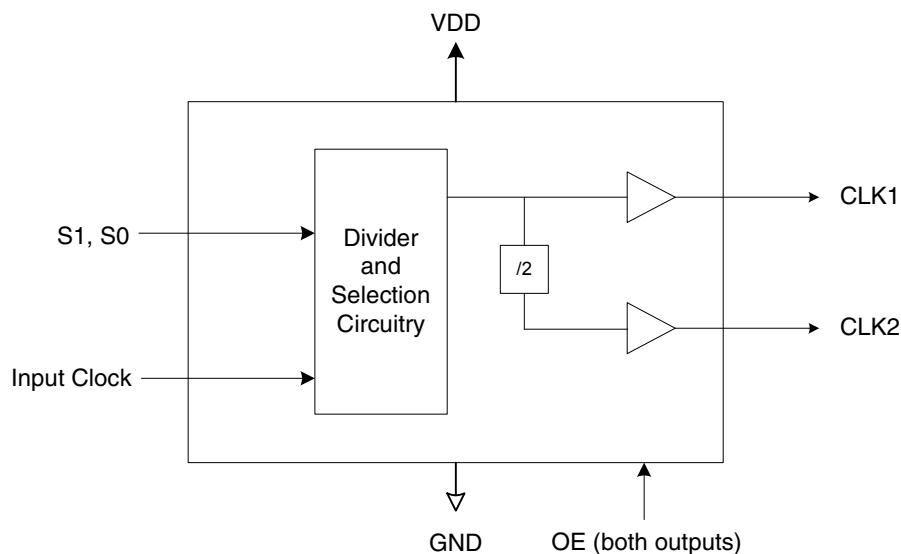 VDD
S1, S0
Input Clock
Divider
and
Selection
Circuitry
/2
CLK1
CLK2
GND
OE (both outputs)